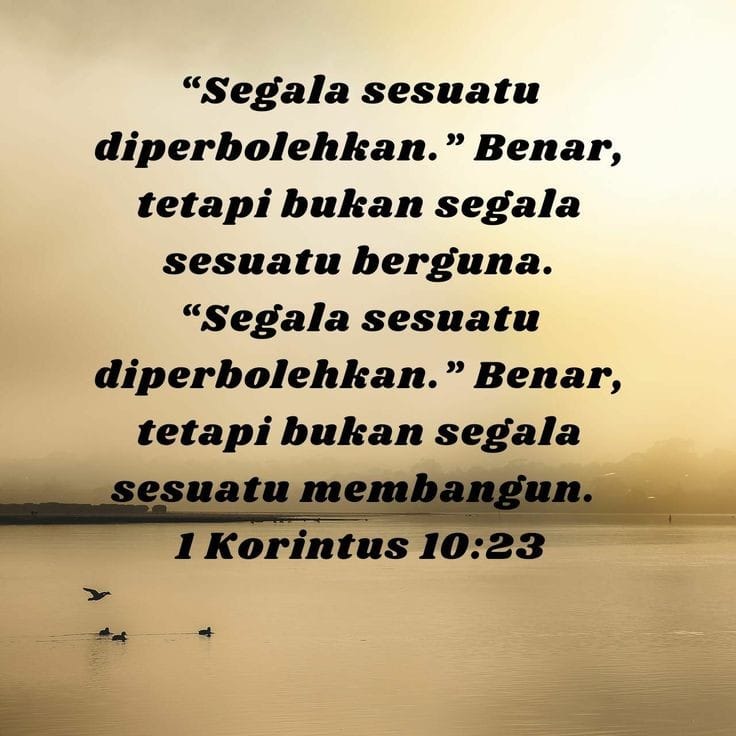 “Segala sesuatu
diperbolehkan.” Benar,
tetapi bukan segala
sesuatu berguna.
“Segala sesuatu
diperbolehkan.” Benar,
tetapi bukan segala
sesuatu membangun.
1 Korintus 10:23